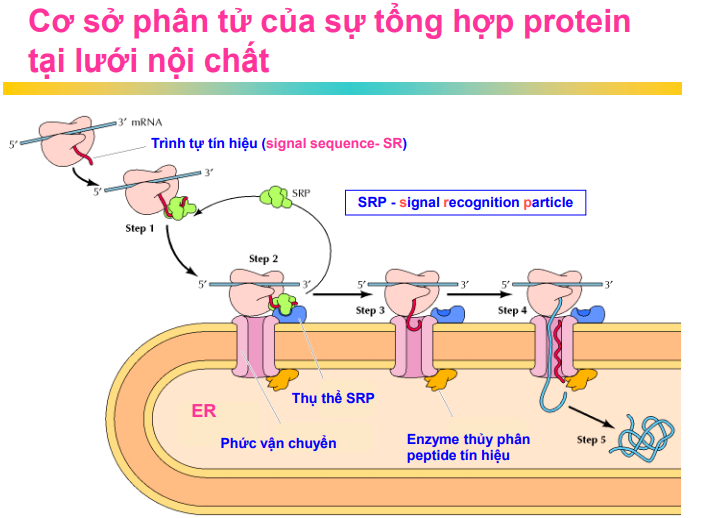 Cơ sở phân tử của sự tổng hợp protein
tại lưới nội chất
5′
3′ mRNA
Trình tự tín hiệu (signal sequence- SR)
5′
3′
SRP
Step 1
SRP - signal recognition particle
Step 2
5′
3′
5′
3′
5′
3′
Step 3
Step 4
Thụ thể SRP
ER
Phức vận chuyển
Enzyme thủy phân
peptide tín hiệu
Step 5